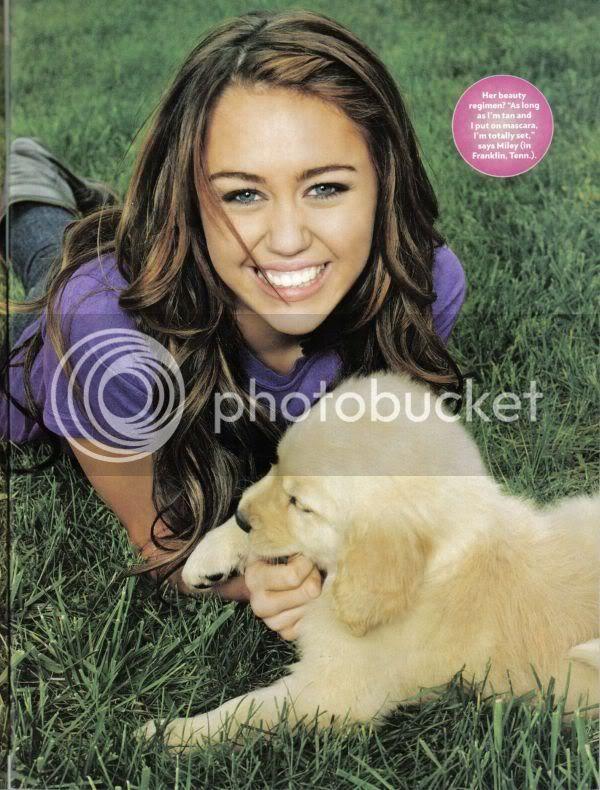 Her beauty
regimen? "As long
as I'm tan and
I put on mascara,
I'm totally set,"
says Miley (in
Franklin, Tenn.).
photobucket